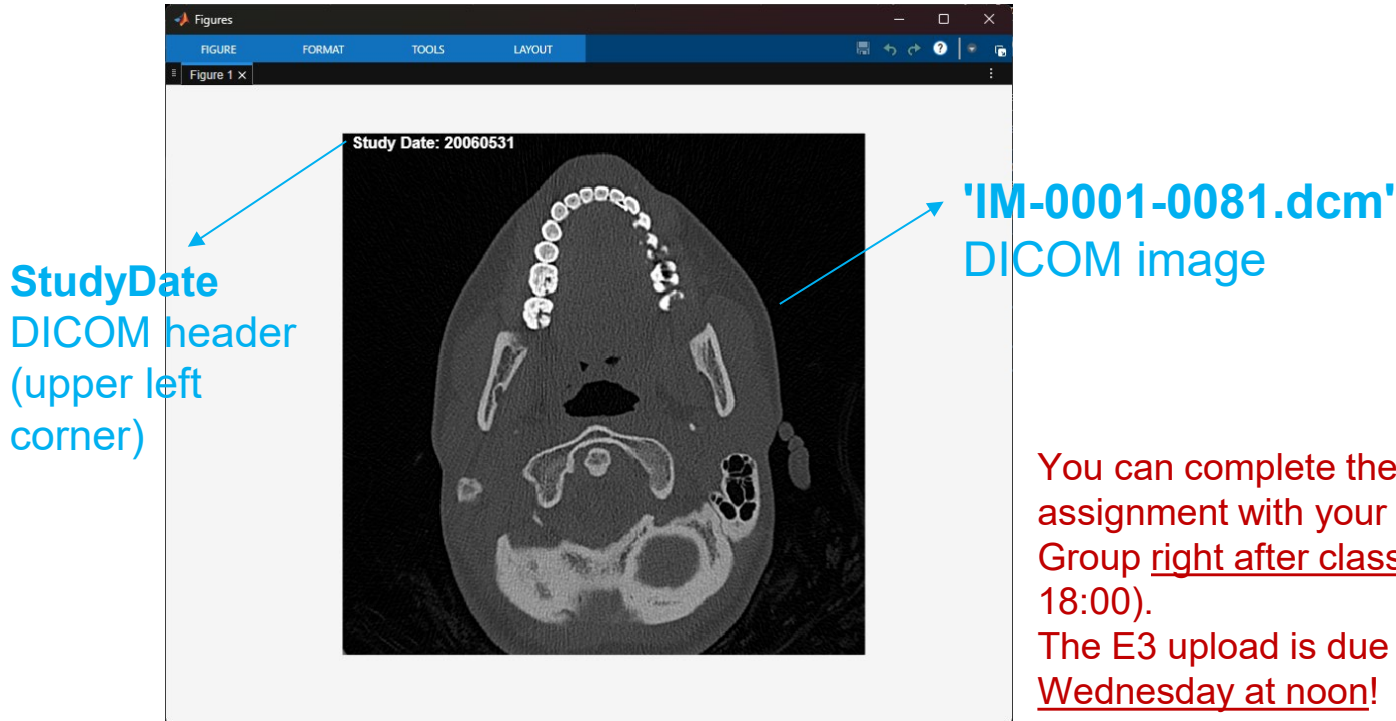 Figures
FIGURE FORMAT TOOLS LAYOUT
Figure 1
Study Date: 20060531
StudyDate
DICOM header
(upper left
corner)
'IM-0001-0081.dcm'
DICOM image
You can complete the
assignment with your
Group right after class
18:00).
The E3 upload is due
Wednesday at noon!